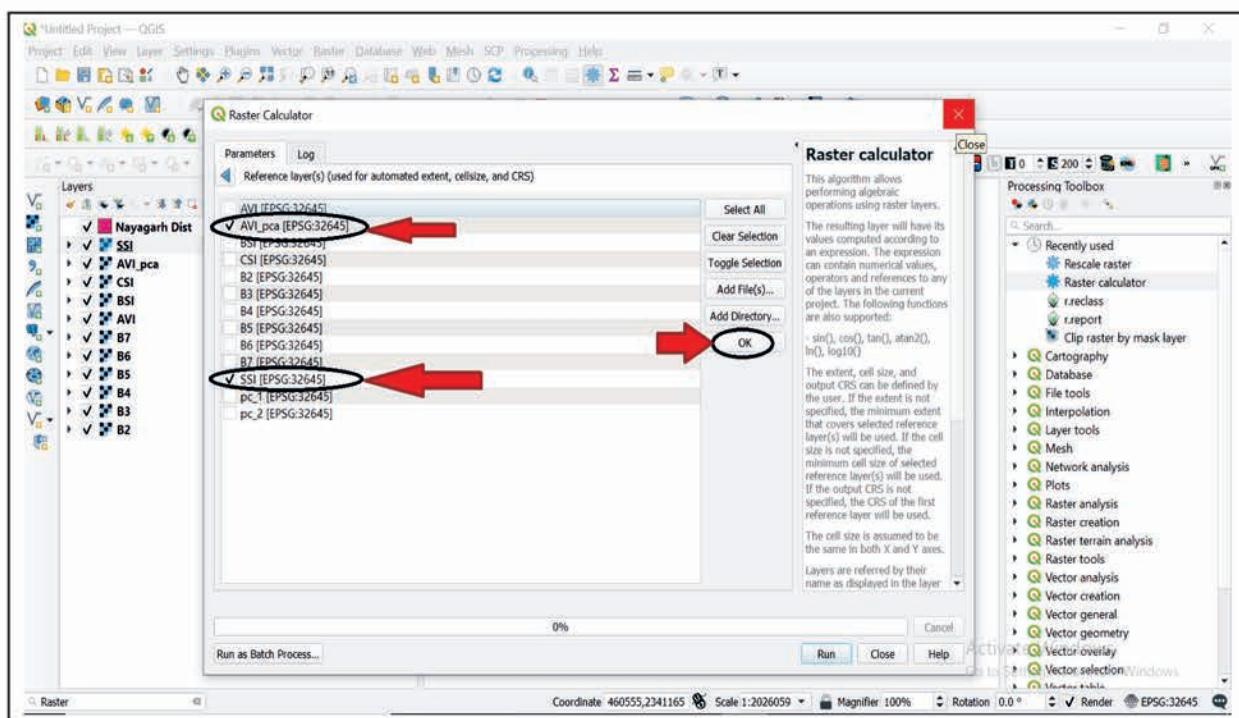 *Untitled Project — QGIS
Project Edit View Layer Settings Plugins Vector Raster Database Web Mesh SCP Processing Help
0 200
Raster Calculator
Close
Parameters Log
Reference layer(s) (used for automated extent, cellsize, and CRS)
AVI [EPSG:32645]
AVI_pca [EPSG:32645]
BSI [EPSG:32645]
CSI [EPSG:32645]
B2 [EPSG:32645]
B3 [EPSG:32645]
B4 [EPSG:32645]
B5 [EPSG:32645]
B6 [EPSG:32645]
B7 [EPSG:32645]
SSI [EPSG:32645]
pc_1 [EPSG:32645]
pc_2 [EPSG:32645]
Select All
Clear Selection
Toggle Selection
Add File(s)...
Add Directory...
OK
Raster calculator
This algorithm allows
performing algebraic
operations using raster layers.
The resulting layer will have its
values computed according to
an expression. The expression
can contain numerical values,
operators and references to any
of the layers in the current
project. The following functions
are also supported:
- sin(), cos(), tan(), atan2(),
ln(), log10()
The extent, cell size, and
output CRS can be defined by
the user. If the extent is not
specified, the minimum extent
that covers selected reference
layer(s) will be used. If the cell
size is not specified, the
minimum cell size of selected
reference layer(s) will be used.
If the output CRS is not
specified, the CRS of the first
reference layer will be used.
The cell size is assumed to be
the same in both X and Y axes.
Layers are referred by their
name as displayed in the layer
0%
Cancel
Run as Batch Process...
Run Close Help
Layers
Nayagarh Dist
SSI
AVI_pca
CSI
BSI
AVI
B7
B6
B5
B4
B3
B2
Processing Toolbox
Search...
Recently used
Rescale raster
Raster calculator
r.reclass
r.report
Clip raster by mask layer
Cartography
Database
File tools
Interpolation
Layer tools
Mesh
Network analysis
Plots
Raster analysis
Raster creation
Raster terrain analysis
Raster tools
Vector analysis
Vector creation
Vector general
Vector geometry
Vector overlay
Vector selection
Vector table
Activate Windows
Go to Windows
Raster
Coordinate 460555,2341165 Scale 1:2026059 Magnifier 100% Rotation 0.0 ° Render EPSG:32645